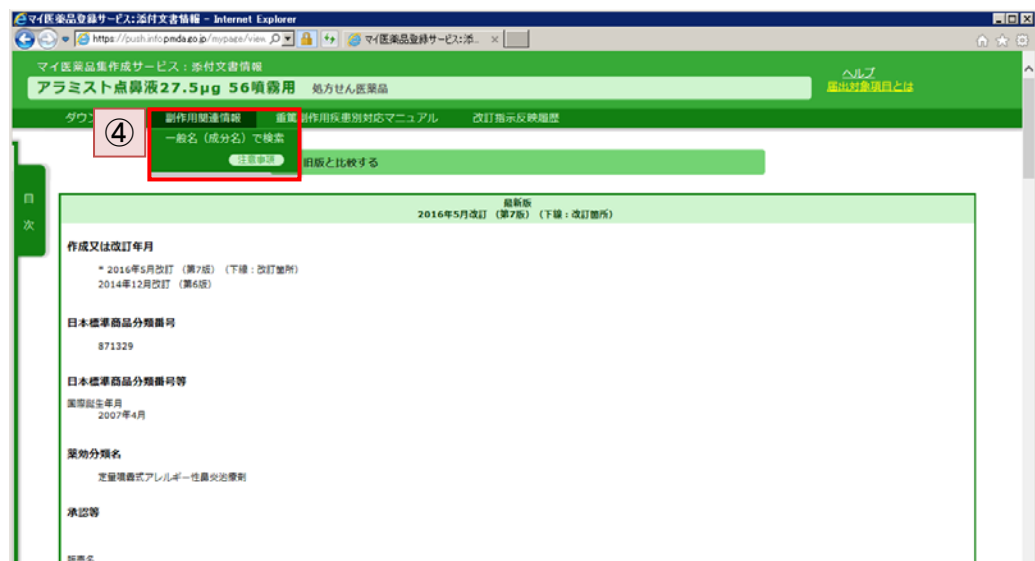 マイ医薬品登録サービス:添付文書情報 - Internet Explorer
https://push.info.pmda.go.jp/mypage/view
マイ医薬品登録サービス:添...
マイ医薬品集作成サービス:添付文書情報
アラミスト点鼻液27.5μg 56噴霧用 処方せん医薬品
ヘルプ
届出対象項目とは
ダウン
④
副作用関連情報
重篤副作用疾患別対応マニュアル
改訂指示反映履歴
一般名(成分名)で検索
注意事項
旧版と比較する
目次
最新版
2016年5月改訂 (第7版) (下線:改訂箇所)
作成又は改訂年月
* 2016年5月改訂 (第7版) (下線:改訂箇所)
2014年12月改訂 (第6版)
日本標準商品分類番号
871329
日本標準商品分類番号等
国際誕生年月
2007年4月
薬効分類名
定量噴霧式アレルギー性鼻炎治療剤
承認等
販売名